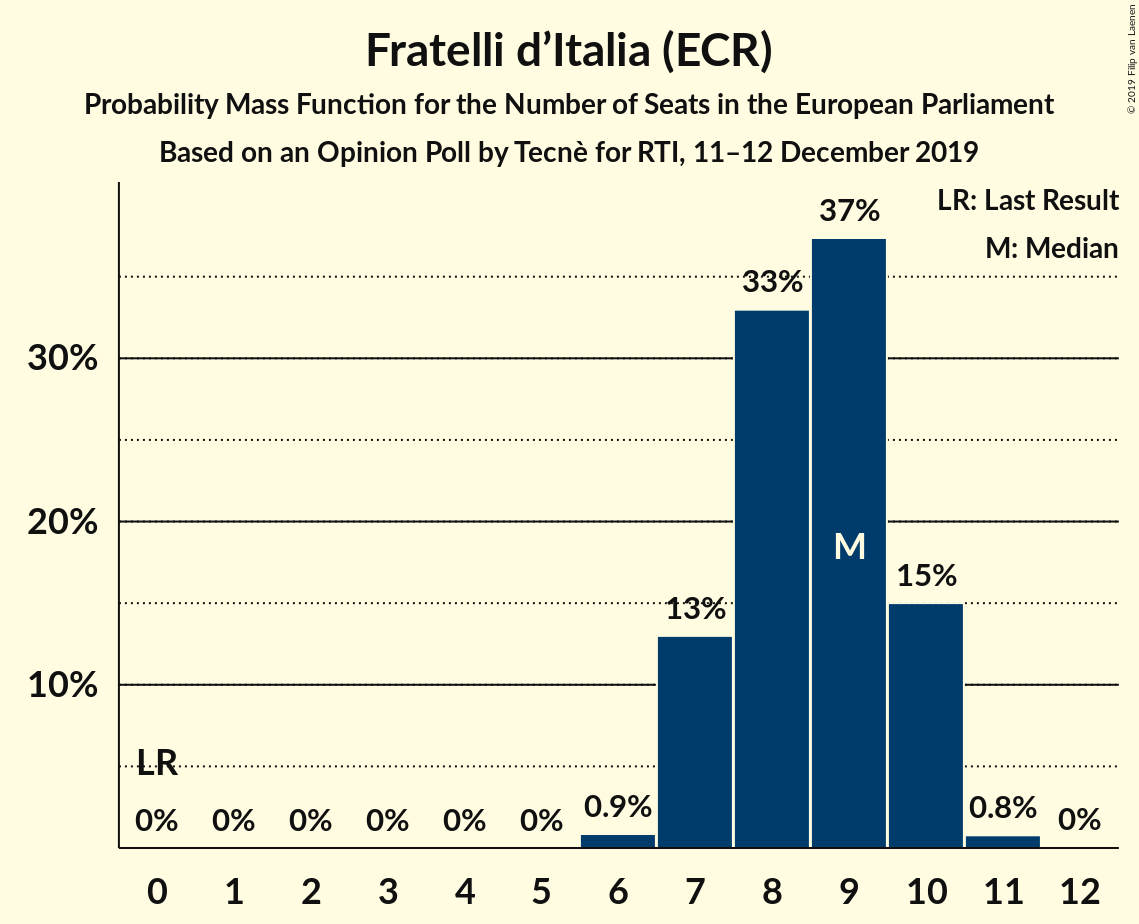 Fratelli d’Italia (ECR)
Probability Mass Function for the Number of Seats in the European Parliament
Based on an Opinion Poll by Tecnè for RTI, 11–12 December 2019
© 2019 Filip van Laenen
LR: Last Result
M: Median
37%
33%
30%
20%
M
15%
13%
10%
LR
0% 0% 0% 0% 0% 0% 0.9% 0.8% 0%
0 1 2 3 4 5 6 7 8 9 10 11 12